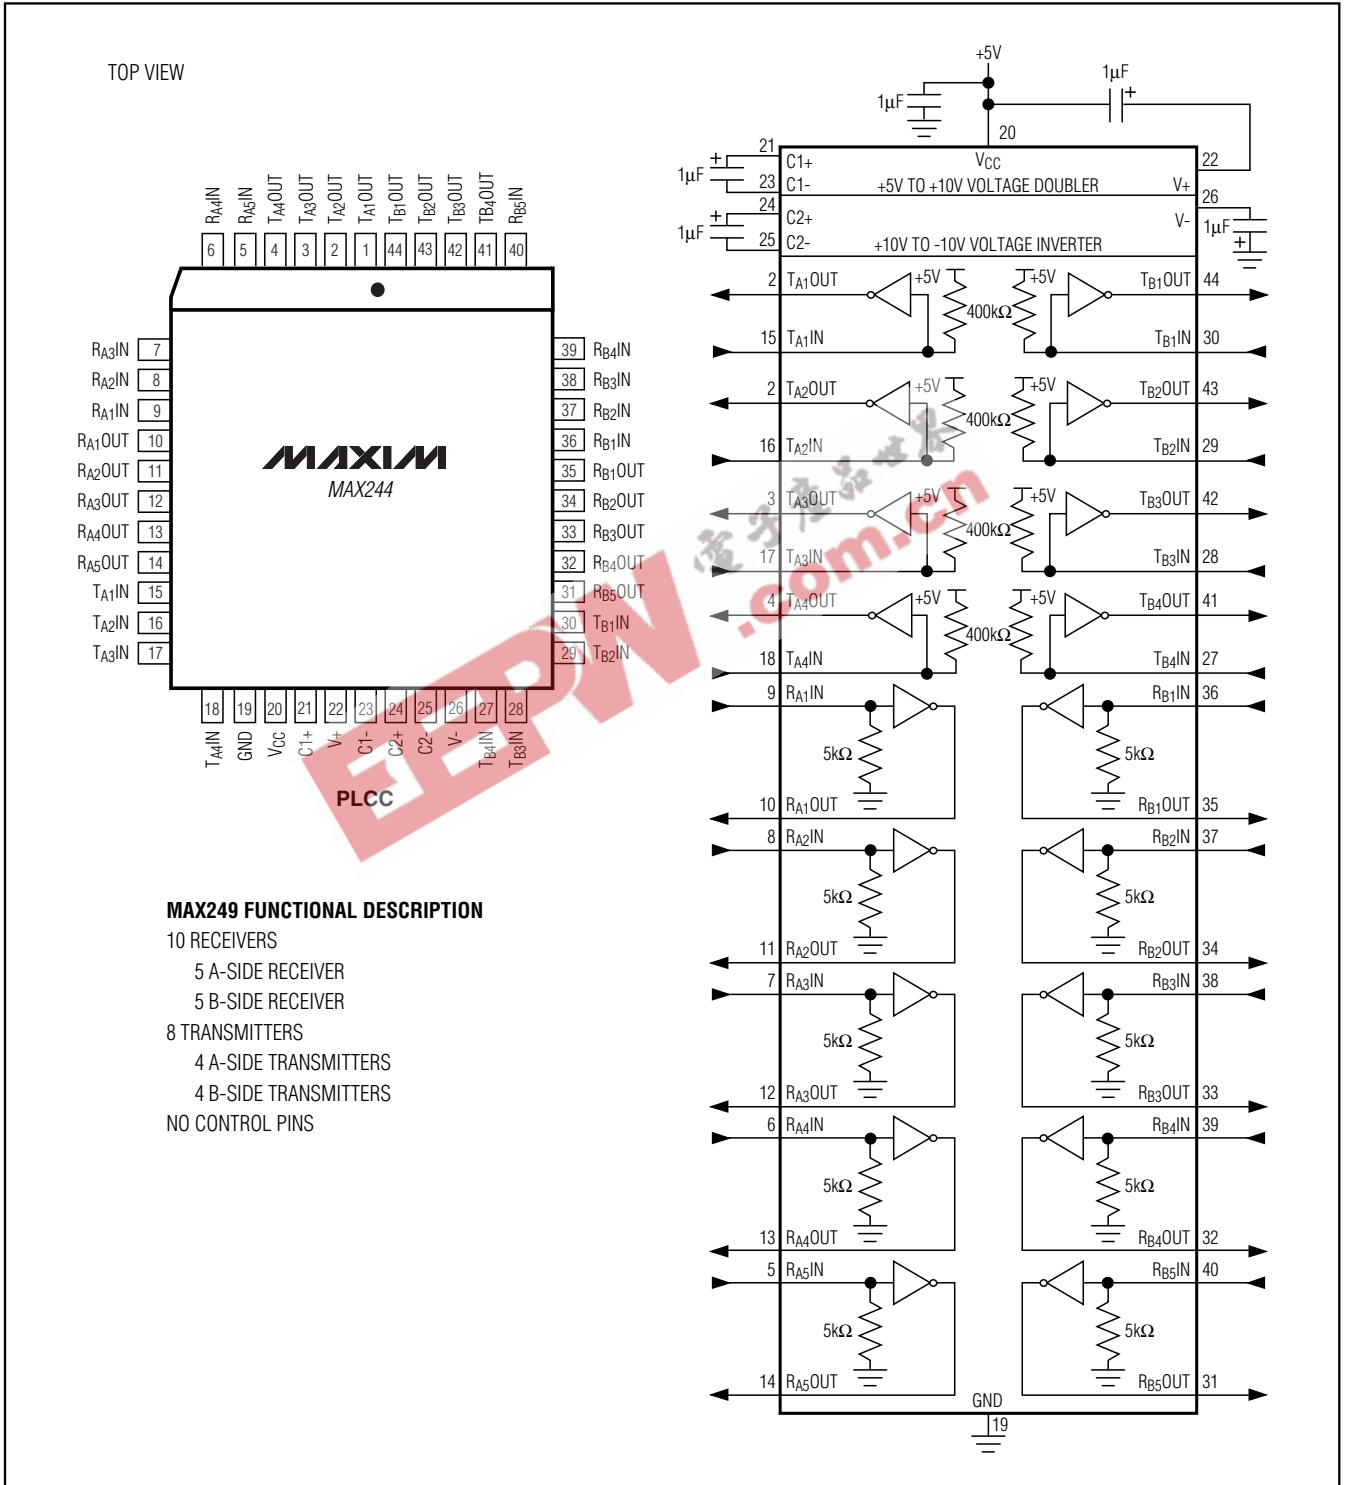 TOP VIEW
RA4IN
RA5IN
TA4OUT
TA3OUT
TA2OUT
TA1OUT
TB1OUT
TB2OUT
TB3OUT
TB4OUT
RB5IN
6 5 4 3 2 1 44 43 42 41 40
RA3IN 7
RA2IN 8
RA1IN 9
RA1OUT 10
RA2OUT 11
RA3OUT 12
RA4OUT 13
RA5OUT 14
TA1IN 15
TA2IN 16
TA3IN 17
MAXIM
MAX244
39 RB4IN
38 RB3IN
37 RB2IN
36 RB1IN
35 RB1OUT
34 RB2OUT
33 RB3OUT
32 RB4OUT
31 RB5OUT
30 TB1IN
29 TB2IN
18 19 20 21 22 23 24 25 26 27 28
TA4IN
GND
VCC
C1+
V+
C1-
C2+
C2-
V-
TB4IN
TB3IN
PLCC
MAX249 FUNCTIONAL DESCRIPTION
10 RECEIVERS
5 A-SIDE RECEIVER
5 B-SIDE RECEIVER
8 TRANSMITTERS
4 A-SIDE TRANSMITTERS
4 B-SIDE TRANSMITTERS
NO CONTROL PINS
+5V
1µF
1µF +
20
21 C1+ VCC 22
+ 1µF
23 C1- +5V TO +10V VOLTAGE DOUBLER V+
26
24 C2+ V-
+ 1µF
1µF +
25 C2- +10V TO -10V VOLTAGE INVERTER
2 TA1OUT +5V +5V TB1OUT 44
400kΩ
15 TA1IN TB1IN 30
2 TA2OUT +5V +5V TB2OUT 43
400kΩ
16 TA2IN TB2IN 29
3 TA3OUT +5V +5V TB3OUT 42
400kΩ
17 TA3IN TB3IN 28
4 TA4OUT +5V +5V TB4OUT 41
400kΩ
18 TA4IN TB4IN 27
9 RA1IN RB1IN 36
5kΩ 5kΩ
10 RA1OUT RB1OUT 35
8 RA2IN RB2IN 37
5kΩ 5kΩ
11 RA2OUT RB2OUT 34
7 RA3IN RB3IN 38
5kΩ 5kΩ
12 RA3OUT RB3OUT 33
6 RA4IN RB4IN 39
5kΩ 5kΩ
13 RA4OUT RB4OUT 32
5 RA5IN RB5IN 40
5kΩ 5kΩ
14 RA5OUT RB5OUT 31
GND
19
EEPW.com.cn
電子產品世界